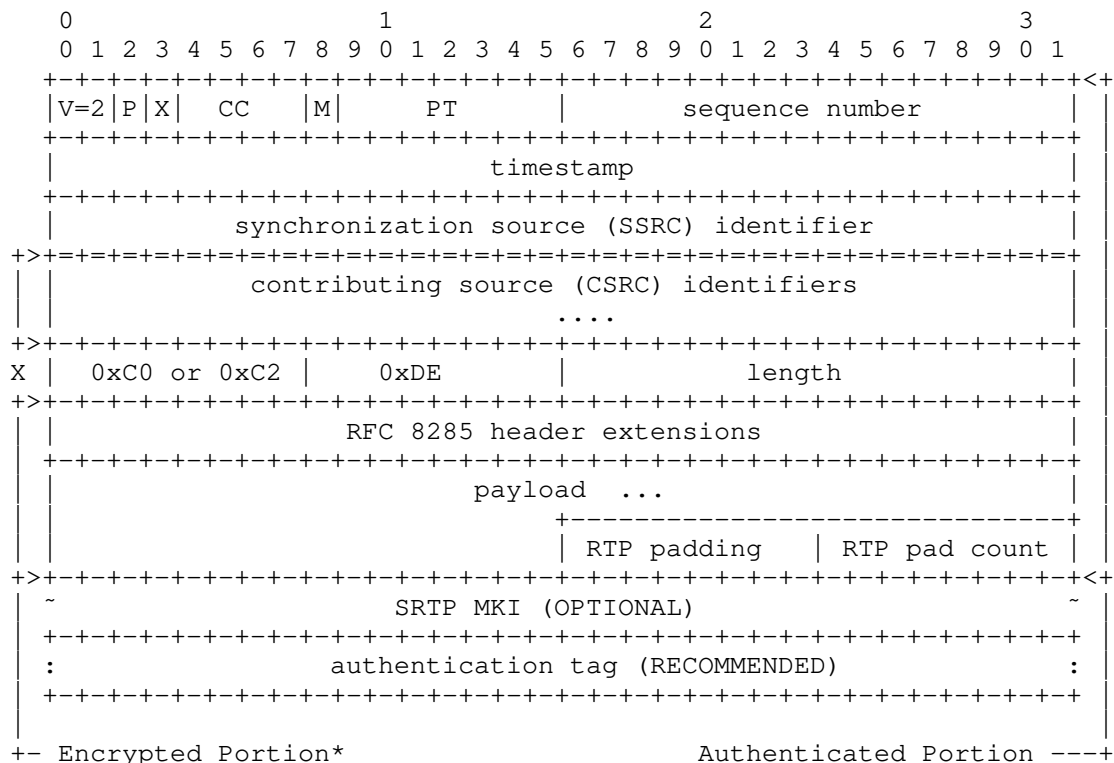 0                   1                   2                   3
0 1 2 3 4 5 6 7 8 9 0 1 2 3 4 5 6 7 8 9 0 1 2 3 4 5 6 7 8 9 0 1
+-+-+-+-+-+-+-+-+-+-+-+-+-+-+-+-+-+-+-+-+-+-+-+-+-+-+-+-+-+-+-+-+<+
|V=2|P|X|  CC   |M|     PT      |       sequence number         | |
+-+-+-+-+-+-+-+-+-+-+-+-+-+-+-+-+-+-+-+-+-+-+-+-+-+-+-+-+-+-+-+-+ |
|                           timestamp                           | |
+-+-+-+-+-+-+-+-+-+-+-+-+-+-+-+-+-+-+-+-+-+-+-+-+-+-+-+-+-+-+-+-+ |
|           synchronization source (SSRC) identifier            | |
+>+=+=+=+=+=+=+=+=+=+=+=+=+=+=+=+=+=+=+=+=+=+=+=+=+=+=+=+=+=+=+=+=+ |
| |            contributing source (CSRC) identifiers             | |
| |                               ....                            | |
+>+-+-+-+-+-+-+-+-+-+-+-+-+-+-+-+-+-+-+-+-+-+-+-+-+-+-+-+-+-+-+-+-+ |
X |  0xC0 or 0xC2 |    0xDE       |           length              | |
+>+-+-+-+-+-+-+-+-+-+-+-+-+-+-+-+-+-+-+-+-+-+-+-+-+-+-+-+-+-+-+-+-+ |
| |                  RFC 8285 header extensions                   | |
| +-+-+-+-+-+-+-+-+-+-+-+-+-+-+-+-+-+-+-+-+-+-+-+-+-+-+-+-+-+-+-+-+ |
| |                          payload  ...                         | |
| |                               +-------------------------------+ |
| |                               | RTP padding   | RTP pad count | |
+>+-+-+-+-+-+-+-+-+-+-+-+-+-+-+-+-+-+-+-+-+-+-+-+-+-+-+-+-+-+-+-+-+<+
| ~                     SRTP MKI (OPTIONAL)                       ~ |
| +-+-+-+-+-+-+-+-+-+-+-+-+-+-+-+-+-+-+-+-+-+-+-+-+-+-+-+-+-+-+-+-+ |
| :                 authentication tag (RECOMMENDED)              : |
| +-+-+-+-+-+-+-+-+-+-+-+-+-+-+-+-+-+-+-+-+-+-+-+-+-+-+-+-+-+-+-+-+ |
|                                                                   |
+- Encrypted Portion*                      Authenticated Portion ---+